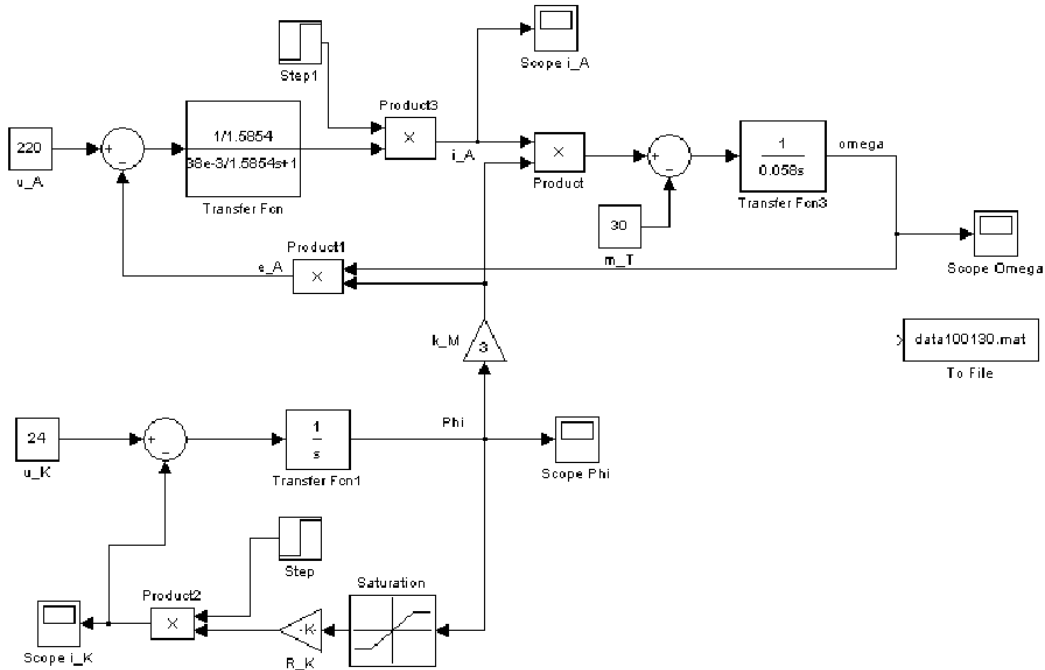 Step1
Scope i_A
Product3
×
i_A
220
u_A
+
−
1/1.5854
38e-3/1.5854s+1
Transfer Fcn
×
Product
+
−
1
0.058s
Transfer Fcn3
omega
30
m_T
Scope Omega
Product1
×
e_A
k_M
3
data100130.mat
To File
24
u_K
+
−
1
s
Transfer Fcn1
Phi
Scope Phi
Step
Saturation
Product2
×
Scope i_K
-K-
R_K